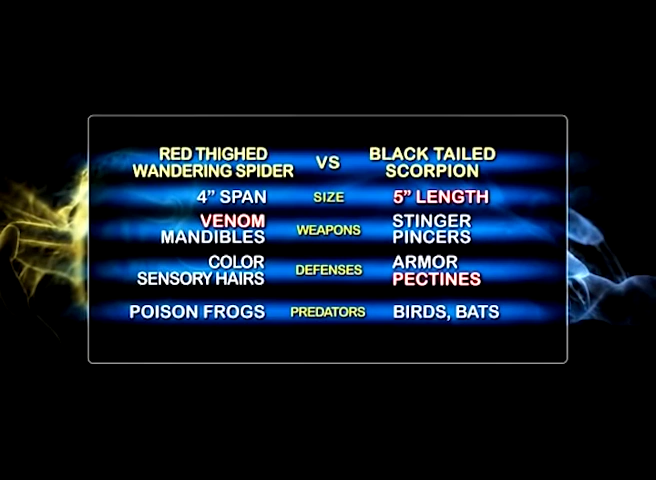 RED THIGHED WANDERING SPIDER VS BLACK TAILED SCORPION
4” SPAN SIZE 5” LENGTH
VENOM MANDIBLES WEAPONS STINGER PINCERS
COLOR SENSORY HAIRS DEFENSES ARMOR PECTINES
POISON FROGS PREDATORS BIRDS, BATS